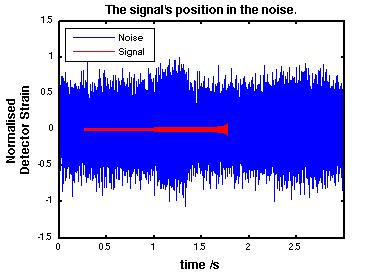 The signal's position in the noise.
1.5
Noise
Signal
1
0.5
0
-0.5
-1
-1.5
Normalised
Detector Strain
0 0.5 1 1.5 2 2.5
time /s